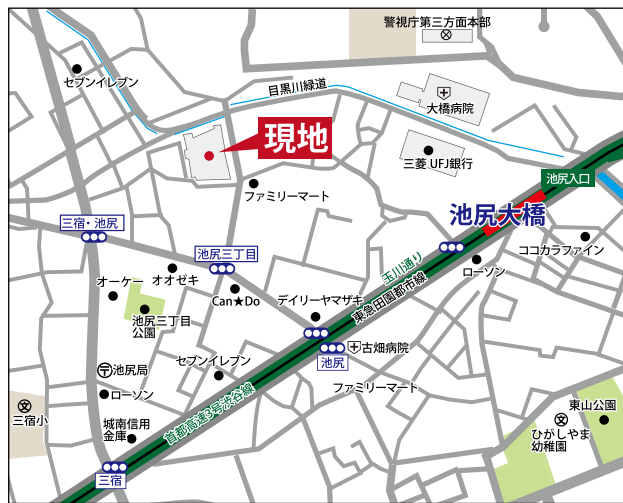 警視庁第三方面本部
セブンイレブン
目黒川緑道
大橋病院
現地
三菱UFJ銀行
池尻入口
ファミリーマート
池尻大橋
三宿・池尻
池尻三丁目
玉川通り
ココカラファイン
ローソン
東急田園都市線
オオゼキ
オーケー
Can★Do
デイリーヤマザキ
池尻三丁目
公園
池尻
古畑病院
セブンイレブン
池尻局
ファミリーマート
ローソン
首都高速3号渋谷線
三宿小
文
城南信用
金庫
東山公園
文
ひがしやま
幼稚園
三宿